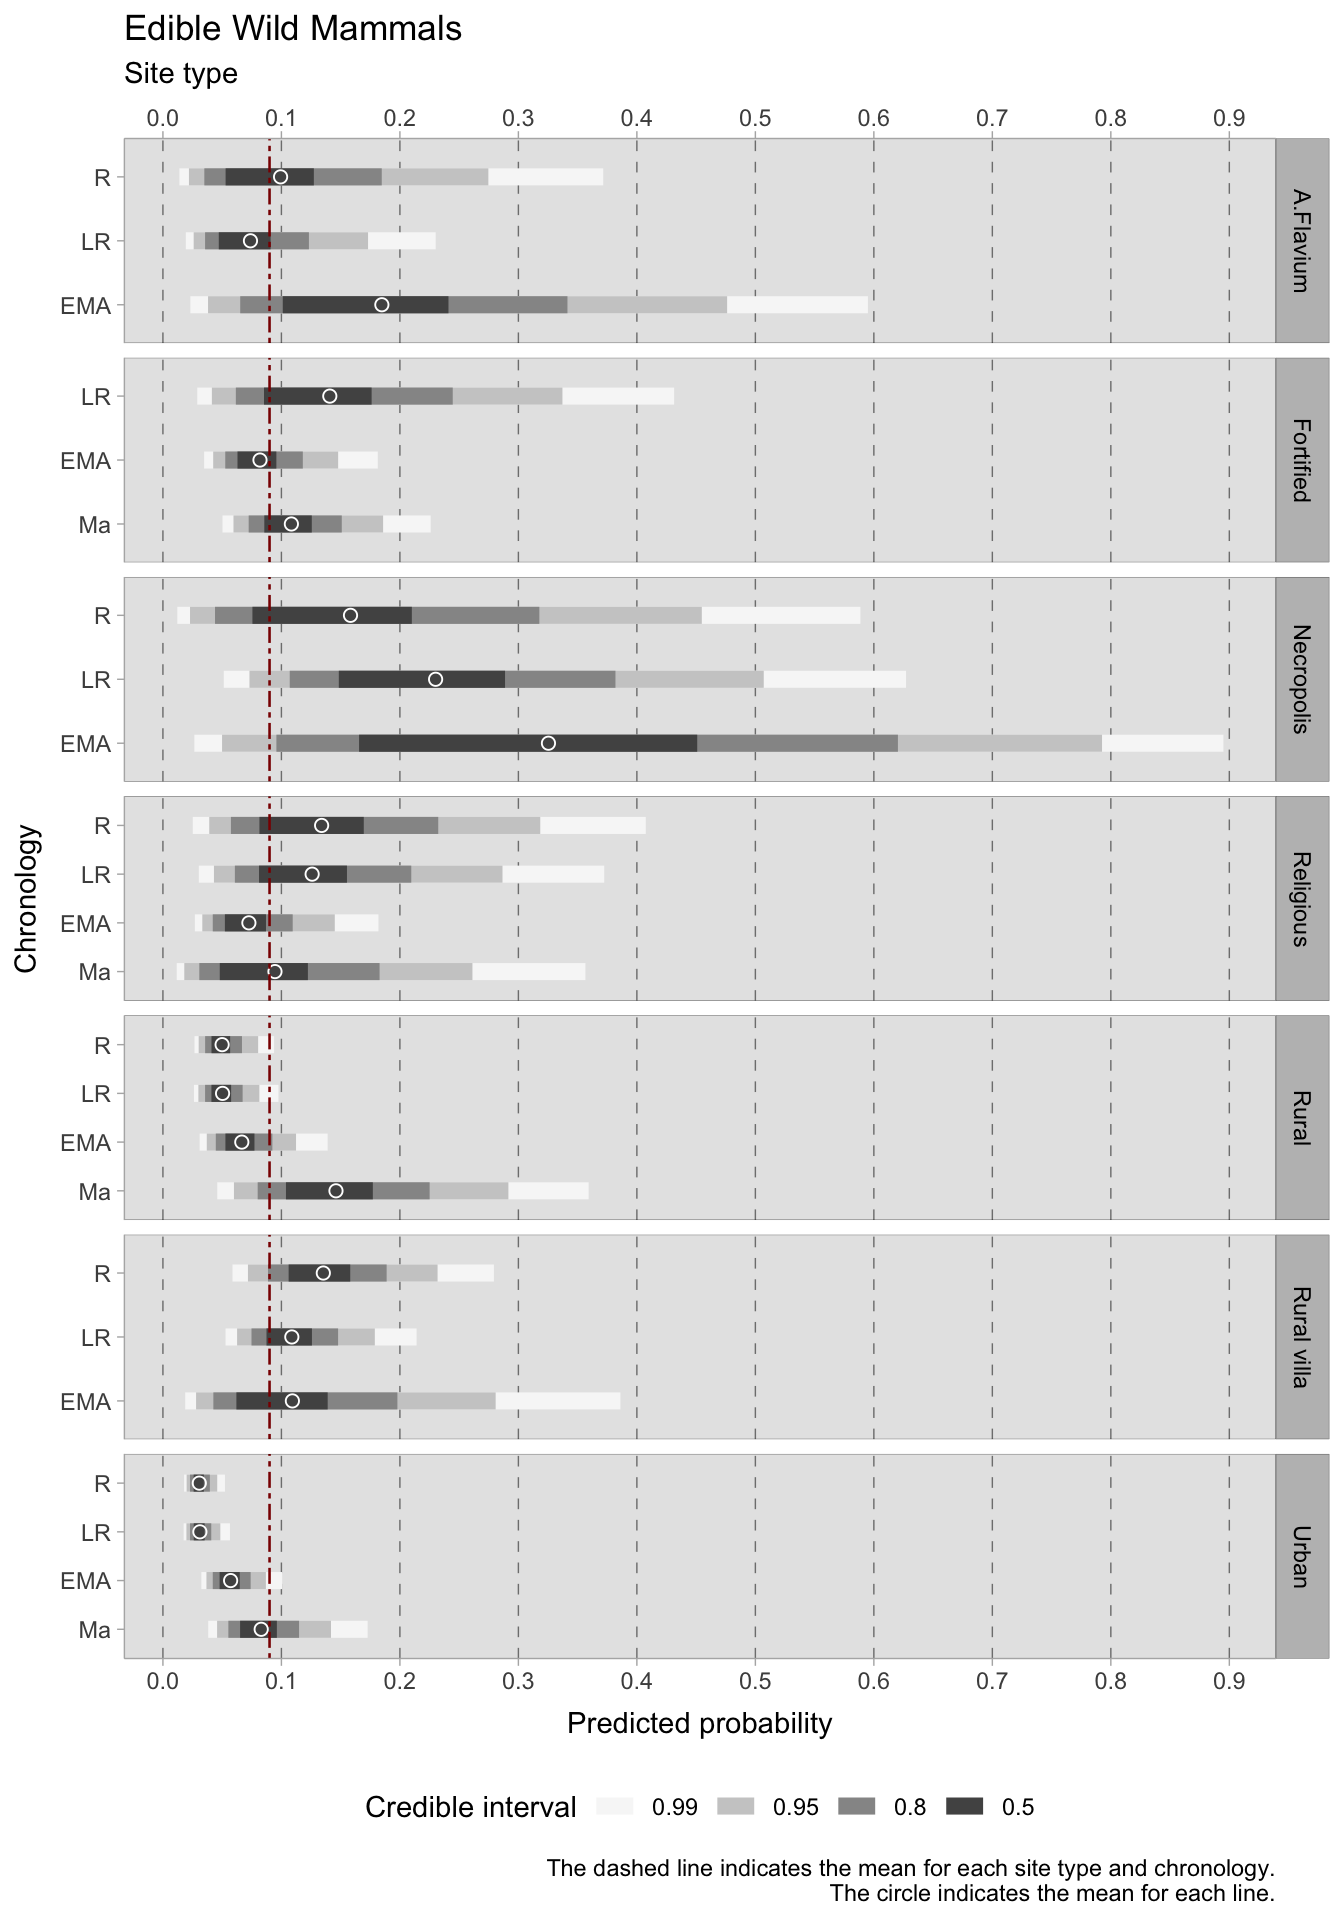 Edible Wild Mammals
Site type
0.0 0.1 0.2 0.3 0.4 0.5 0.6 0.7 0.8 0.9
R
LR
EMA
A.Flavium
LR
EMA
Ma
Fortified
R
LR
EMA
Necropolis
Chronology
R
LR
EMA
Ma
Religious
R
LR
EMA
Ma
Rural
R
LR
EMA
Rural villa
R
LR
EMA
Ma
Urban
0.0 0.1 0.2 0.3 0.4 0.5 0.6 0.7 0.8 0.9
Predicted probability
Credible interval 0.99 0.95 0.8 0.5
The dashed line indicates the mean for each site type and chronology.
The circle indicates the mean for each line.